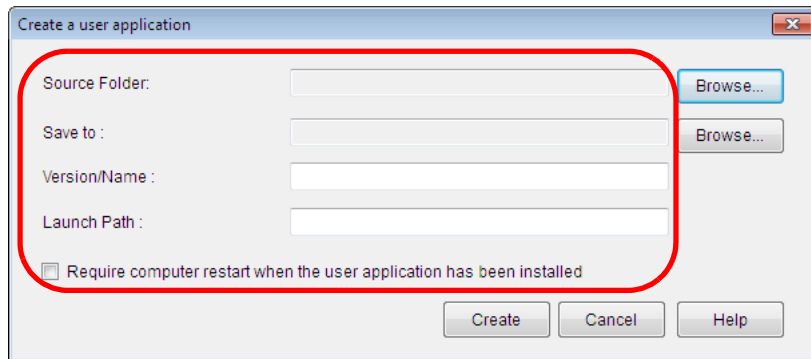 Create a user application
Source Folder: Browse...
Save to : Browse...
Version/Name :
Launch Path :
Require computer restart when the user application has been installed
Create Cancel Help